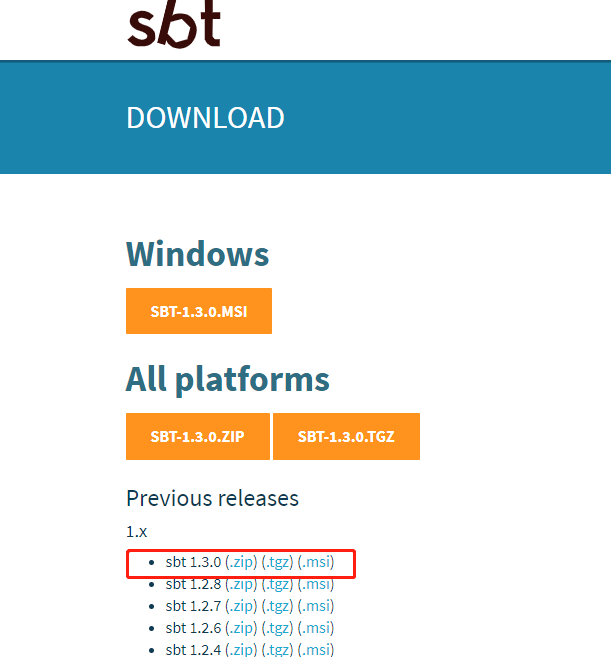 sbt
DOWNLOAD
Windows
SBT-1.3.0.MSI
All platforms
SBT-1.3.0.ZIP SBT-1.3.0.TGZ
Previous releases
1.x
• sbt 1.3.0 (.zip) (.tgz) (.msi)
• sbt 1.2.8 (.zip) (.tgz) (.msi)
• sbt 1.2.7 (.zip) (.tgz) (.msi)
• sbt 1.2.6 (.zip) (.tgz) (.msi)
• sbt 1.2.4 (.zip) (.tgz) (.msi)